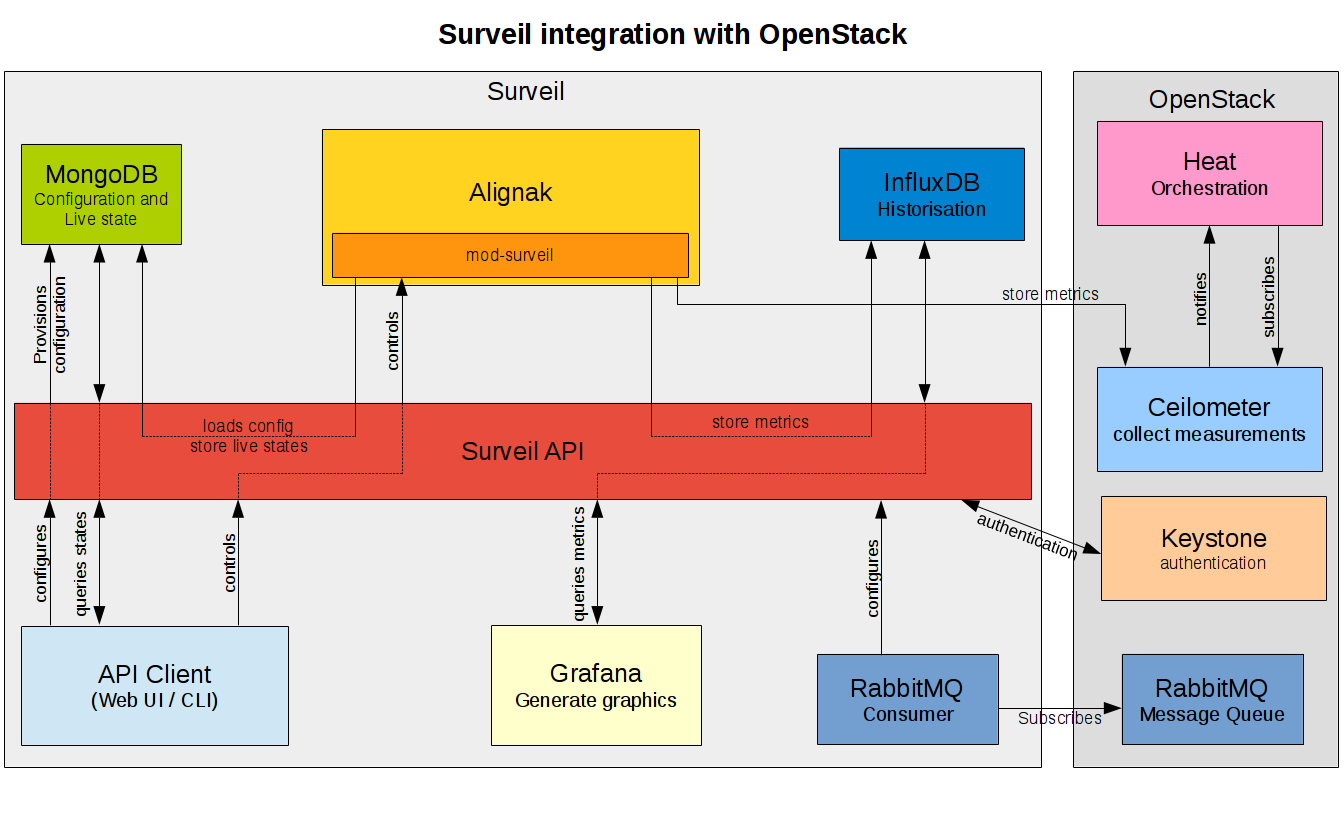 Surveil integration with OpenStack
Surveil
OpenStack
MongoDB
Configuration and
Live state
Alignak
mod-surveil
InfluxDB
Historisation
Heat
Orchestration
Provisions
configuration
controls
store metrics
notifies
subscribes
Ceilometer
collect measurements
loads config
store live states
store metrics
Surveil API
configures
queries states
controls
queries metrics
configures
authentication
Keystone
authentication
API Client
(Web UI / CLI)
Grafana
Generate graphics
RabbitMQ
Consumer
Subscribes
RabbitMQ
Message Queue